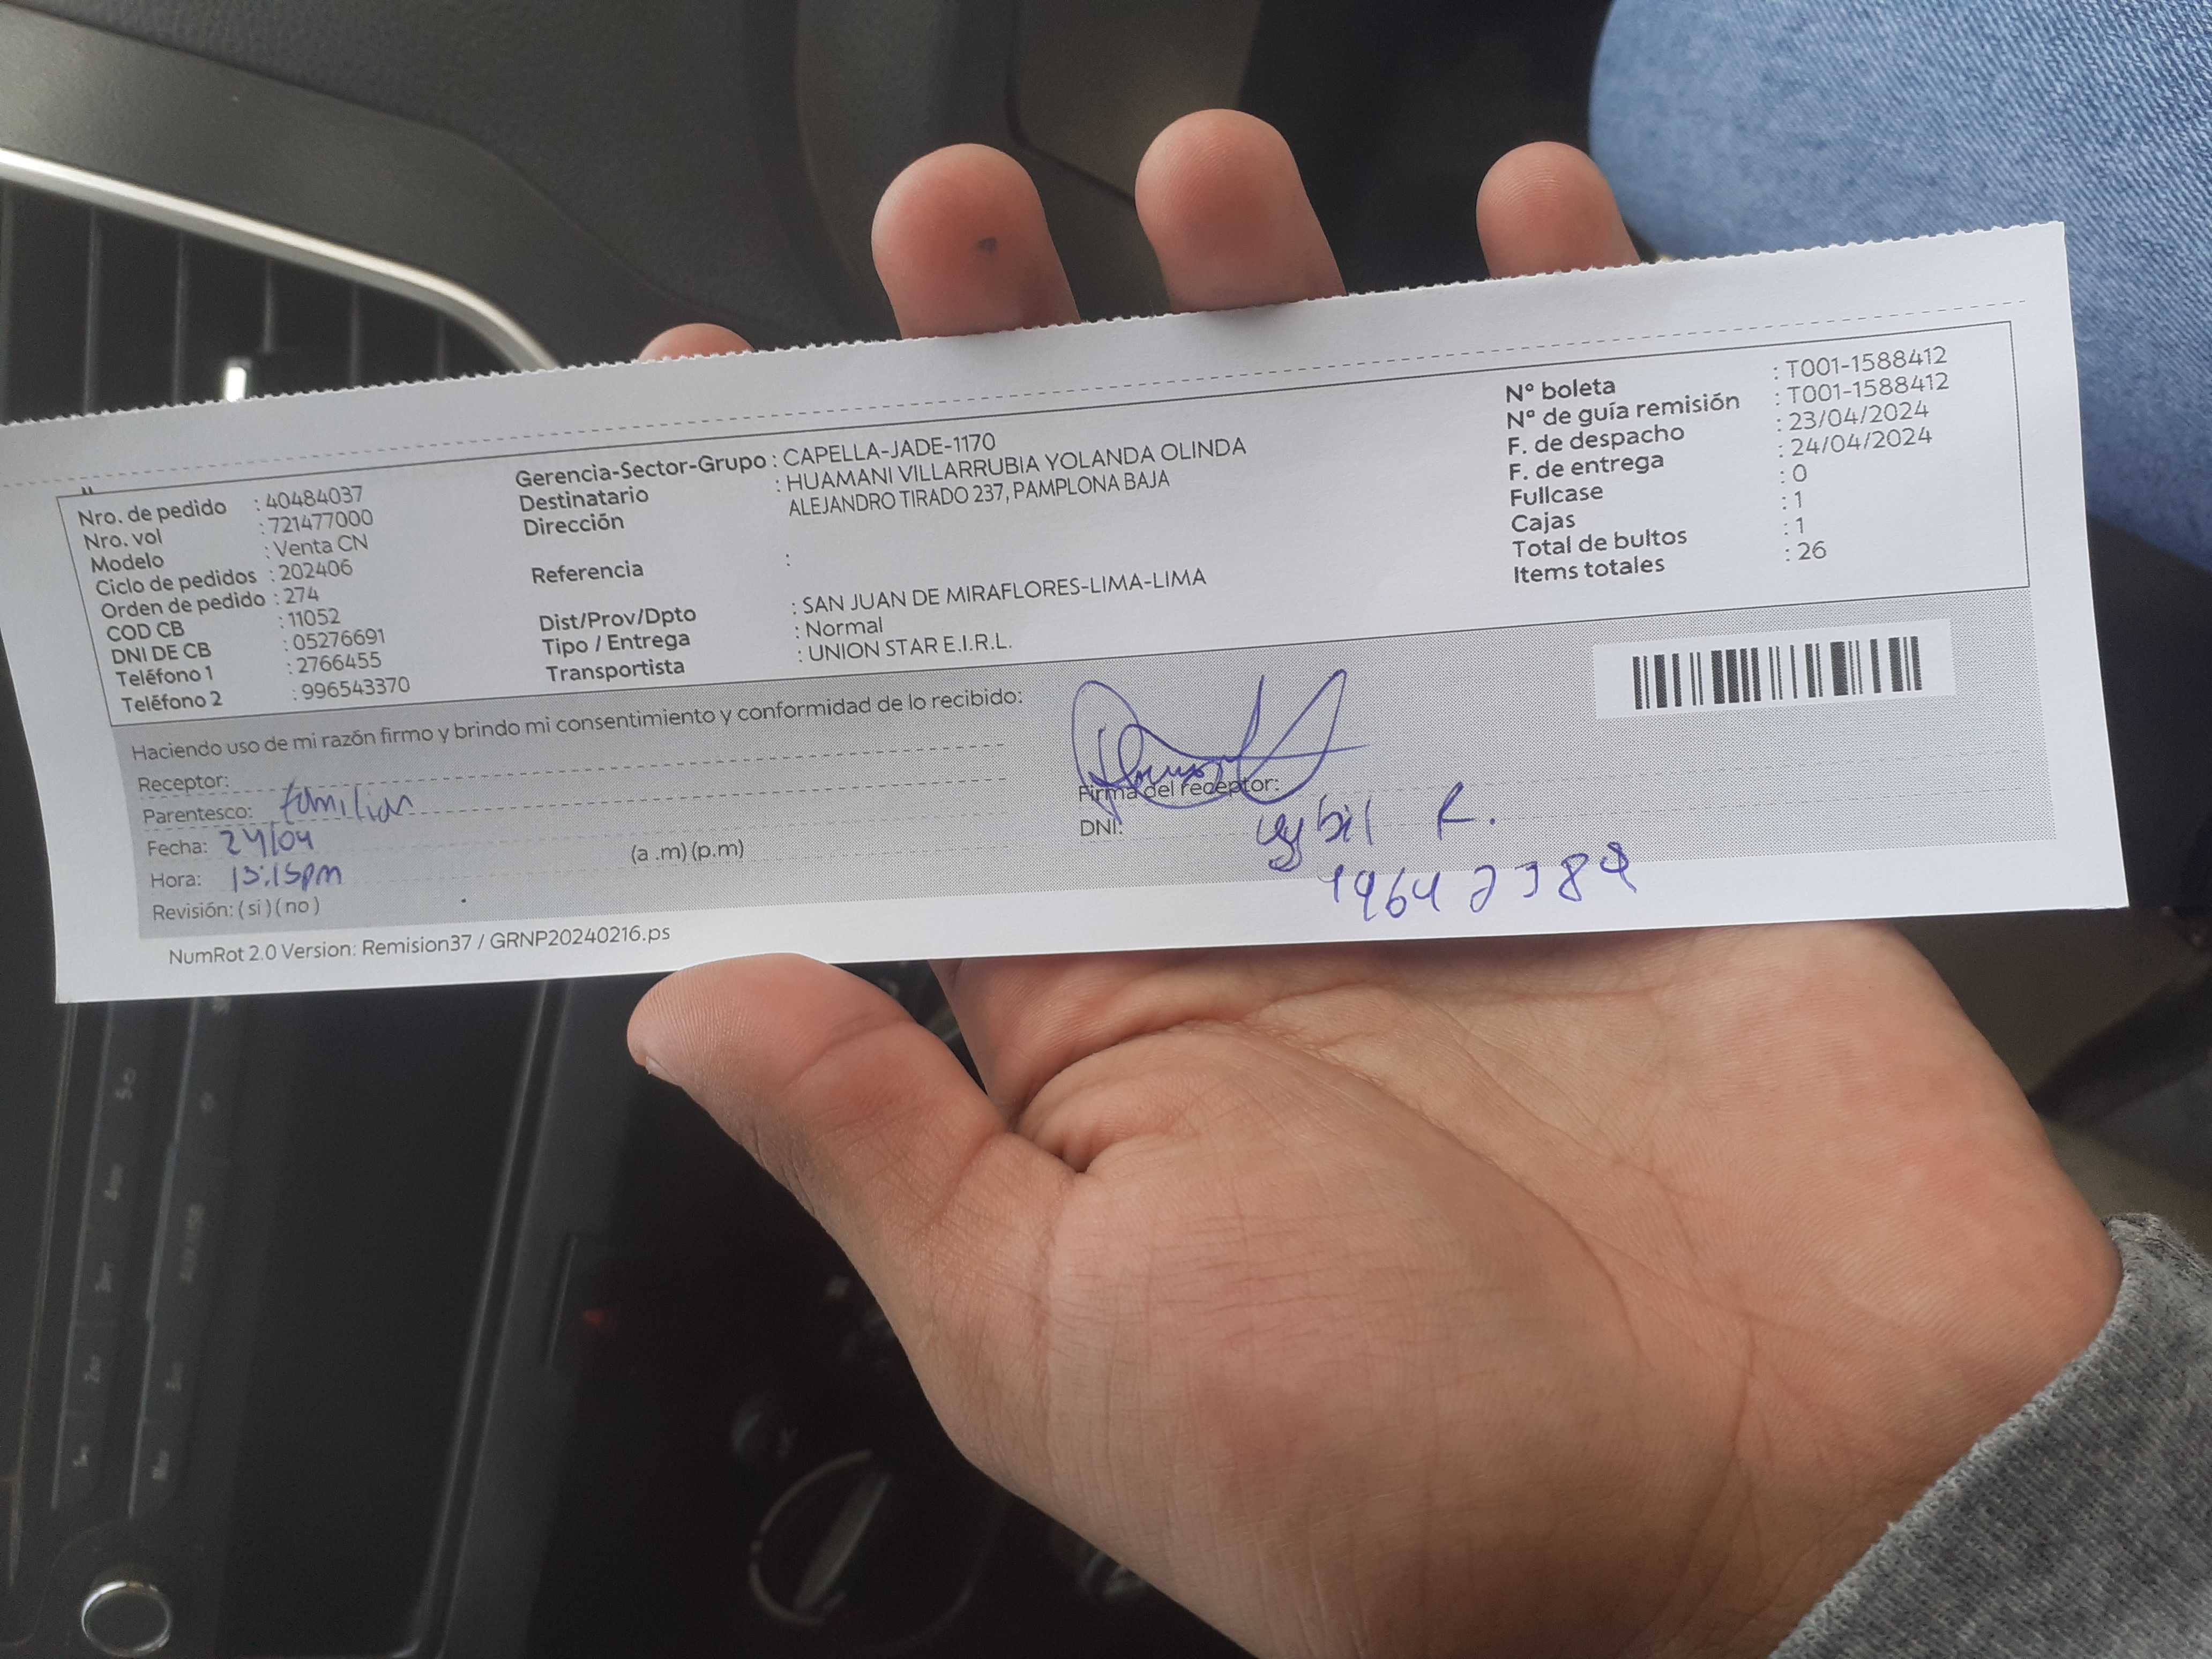 Nro. de pedido : 40484037
Nro. vol : 721477000
Modelo : Venta CN
Ciclo de pedidos : 202406
Orden de pedido : 274
COD CB : 11052
DNI DE CB : 05276691
Teléfono 1 : 2766455
Teléfono 2 : 996543370
Gerencia-Sector-Grupo : CAPELLA-JADE-1170
Destinatario : HUAMANI VILLARRUBIA YOLANDA OLINDA
Dirección ALEJANDRO TIRADO 237, PAMPLONA BAJA
Referencia :
Dist/Prov/Dpto : SAN JUAN DE MIRAFLORES-LIMA-LIMA
Tipo / Entrega : Normal
Transportista : UNION STAR E.I.R.L.
N° boleta : T001-1588412
N° de guía remisión : T001-1588412
F. de despacho : 23/04/2024
F. de entrega : 24/04/2024
Fullcase : 0
Cajas : 1
Total de bultos : 1
Items totales : 26
Haciendo uso de mi razón firmo y brindo mi consentimiento y conformidad de lo recibido:
Receptor:
Parentesco: familiar
Fecha: 24/04
Hora: (a .m) (p.m)
Revisión: ( si ) ( no )
Firma del receptor:
DNI:
NumRot 2.0 Version: Remision37 / GRNP20240216.ps